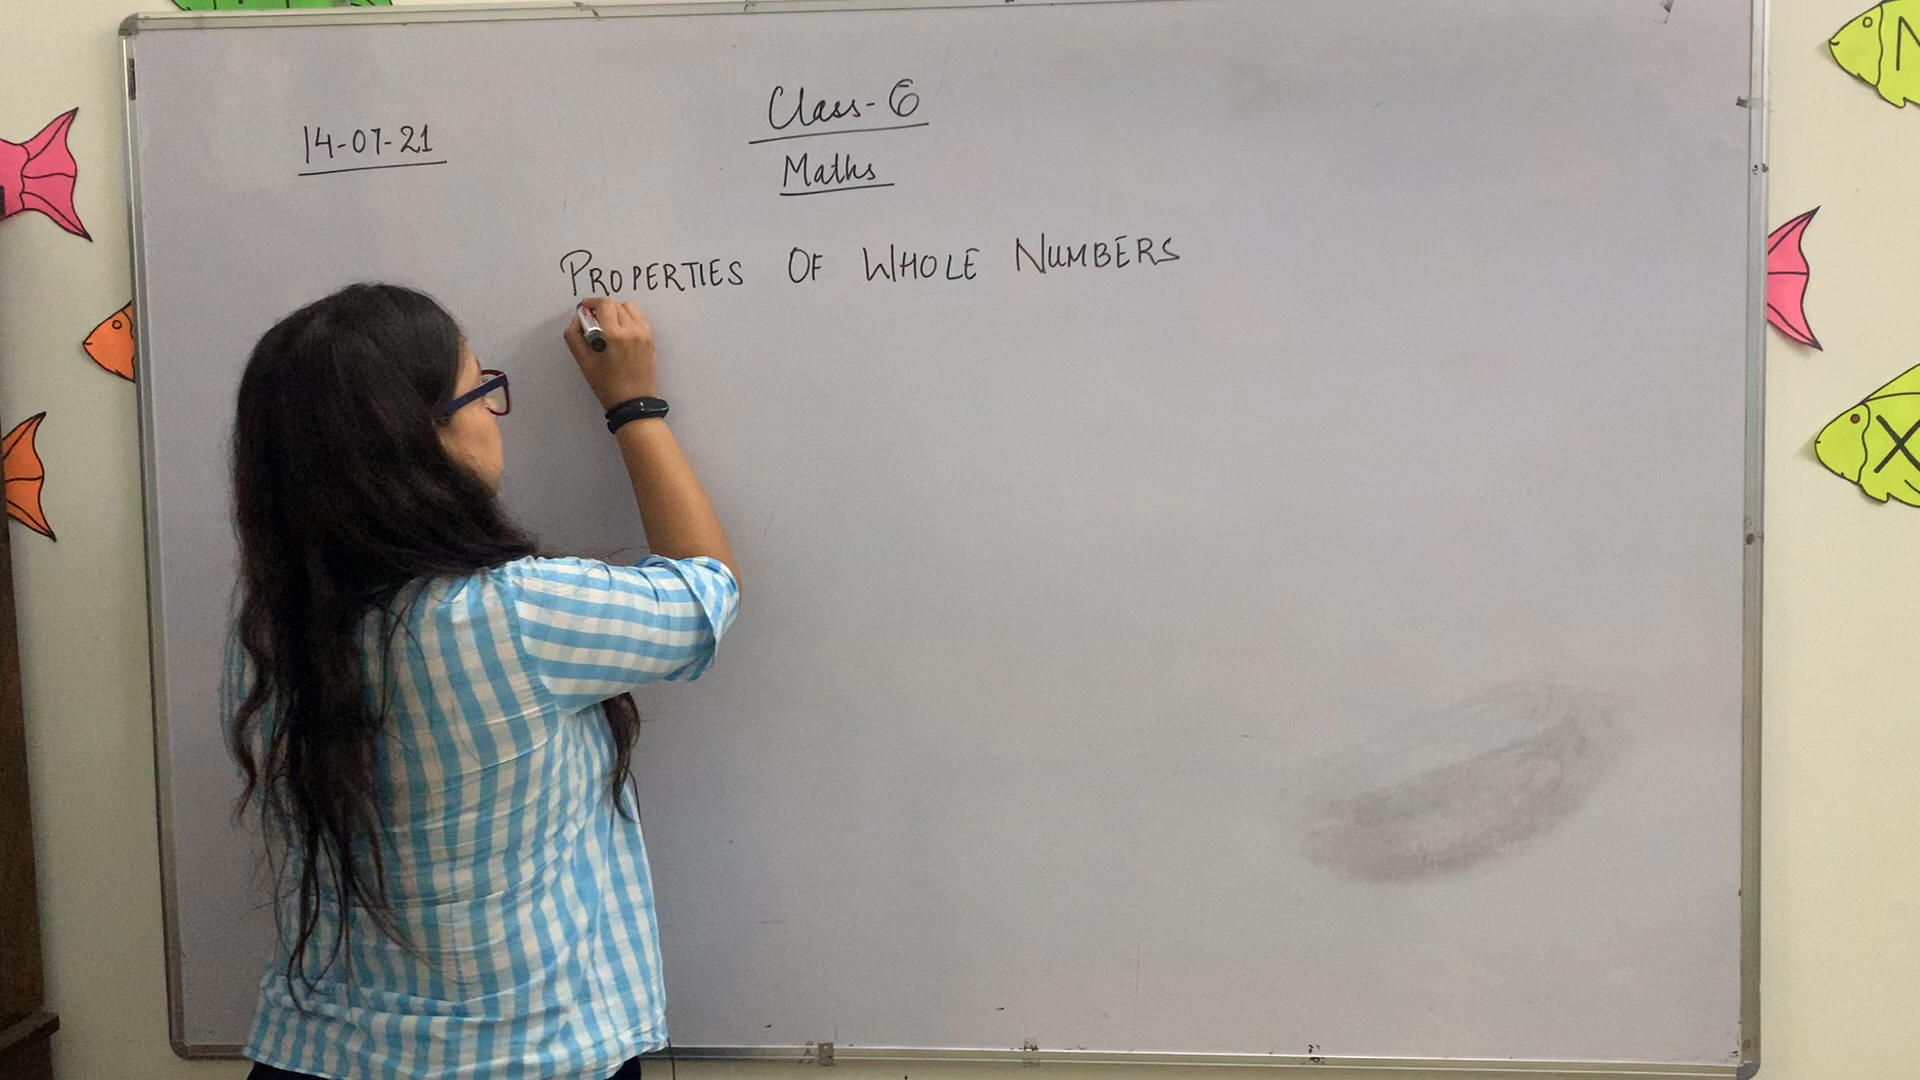 14-07-21
Class-6
Maths
PROPERTIES OF WHOLE NUMBERS
N
X